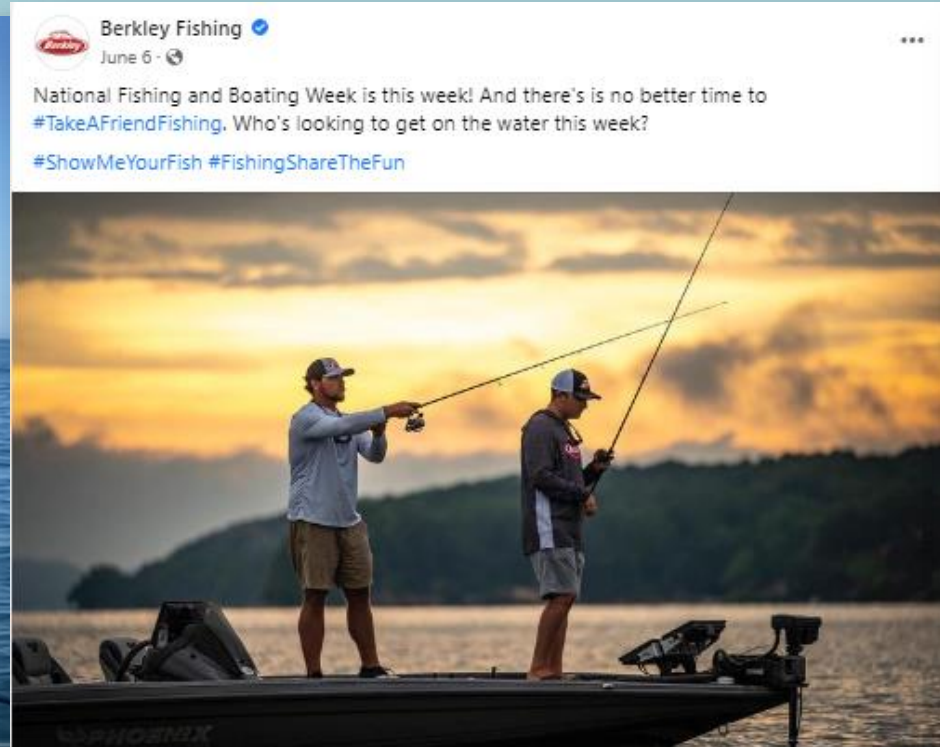 Berkley Fishing
Berkley
June 6 ·
National Fishing and Boating Week is this week! And there's is no better time to
#TakeAFriendFishing. Who's looking to get on the water this week?
#ShowMeYourFish #FishingShareTheFun
PHOENIX